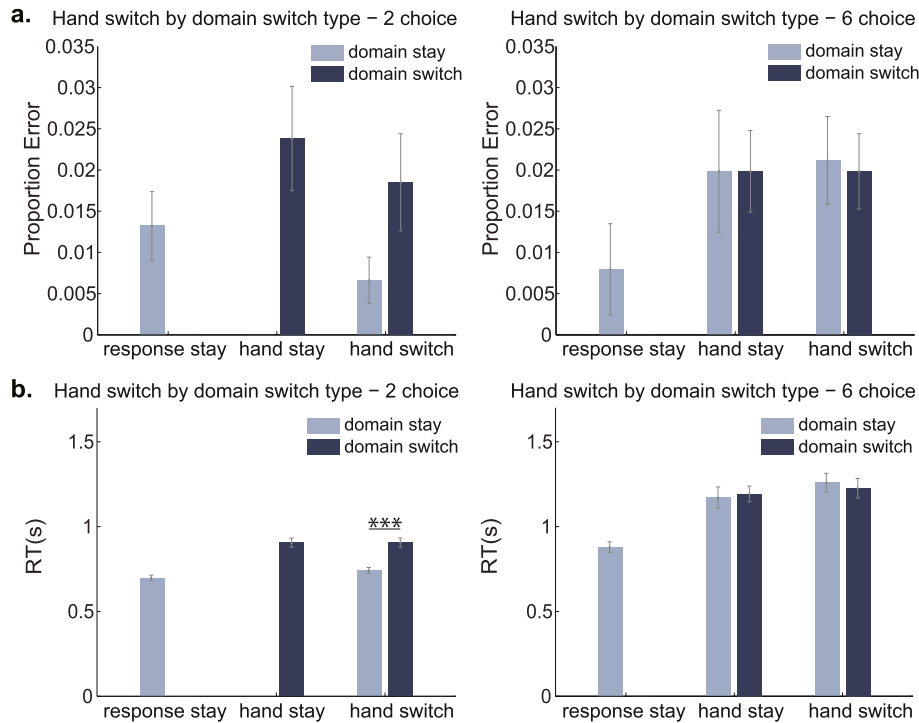 a. Hand switch by domain switch type – 2 choice
0.035
0.03
0.025
0.02
0.015
0.01
0.005
0
Proportion Error
domain stay
domain switch
response stay hand stay hand switch
Hand switch by domain switch type – 6 choice
0.035
0.03
0.025
0.02
0.015
0.01
0.005
0
Proportion Error
domain stay
domain switch
response stay hand stay hand switch
b. Hand switch by domain switch type – 2 choice
1.5
1
0.5
0
RT(s)
domain stay
domain switch
***
response stay hand stay hand switch
Hand switch by domain switch type – 6 choice
1.5
1
0.5
0
RT(s)
domain stay
domain switch
response stay hand stay hand switch